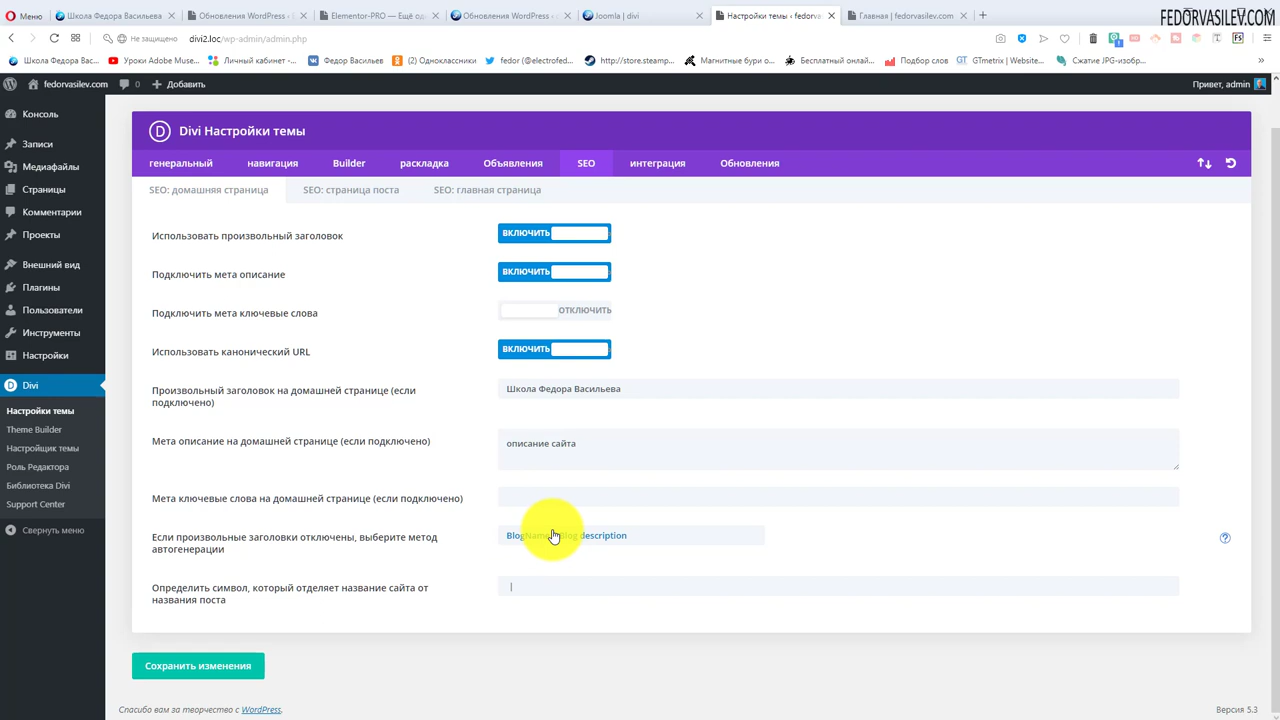 Меню
Школа Федора Васильева
Обновления WordPress ‹
Elementor-PRO — Ещё од
Обновления WordPress ‹
Joomla | divi
Настройки темы ‹ fedorva
Главная | fedorvasilev.com
FEDORVASILEV.COM
Не защищено
divi2.loc/wp-admin/admin.php
Школа Федора Вас...
Уроки Adobe Muse...
Личный кабинет -...
Федор Васильев
(2) Одноклассники
fedor (@electrofed...
http://store.steamp...
Магнитные бури о...
Бесплатный онлай...
Подбор слов
GTmetrix | Website...
Сжатие JPG-изобр...
fedorvasilev.com
0
Добавить
Привет, admin
Консоль
Записи
Медиафайлы
Страницы
Комментарии
Проекты
Внешний вид
Плагины
Пользователи
Инструменты
Настройки
Divi
Настройки темы
Theme Builder
Настройщик темы
Роль Редактора
Библиотека Divi
Support Center
Свернуть меню
D Divi Настройки темы
генеральный
навигация
Builder
раскладка
Объявления
SEO
интеграция
Обновления
SEO: домашняя страница
SEO: страница поста
SEO: главная страница
Использовать произвольный заголовок
ВКЛЮЧИТЬ
Подключить мета описание
ВКЛЮЧИТЬ
Подключить мета ключевые слова
ОТКЛЮЧИТЬ
Использовать канонический URL
ВКЛЮЧИТЬ
Произвольный заголовок на домашней странице (если
подключено)
Школа Федора Васильева
Мета описание на домашней странице (если подключено)
описание сайта
Мета ключевые слова на домашней странице (если подключено)
Если произвольные заголовки отключены, выберите метод
автогенерации
BlogName | Blog description
Определить символ, который отделяет название сайта от
названия поста
|
Сохранить изменения
Спасибо вам за творчество с WordPress.
Версия 5.3